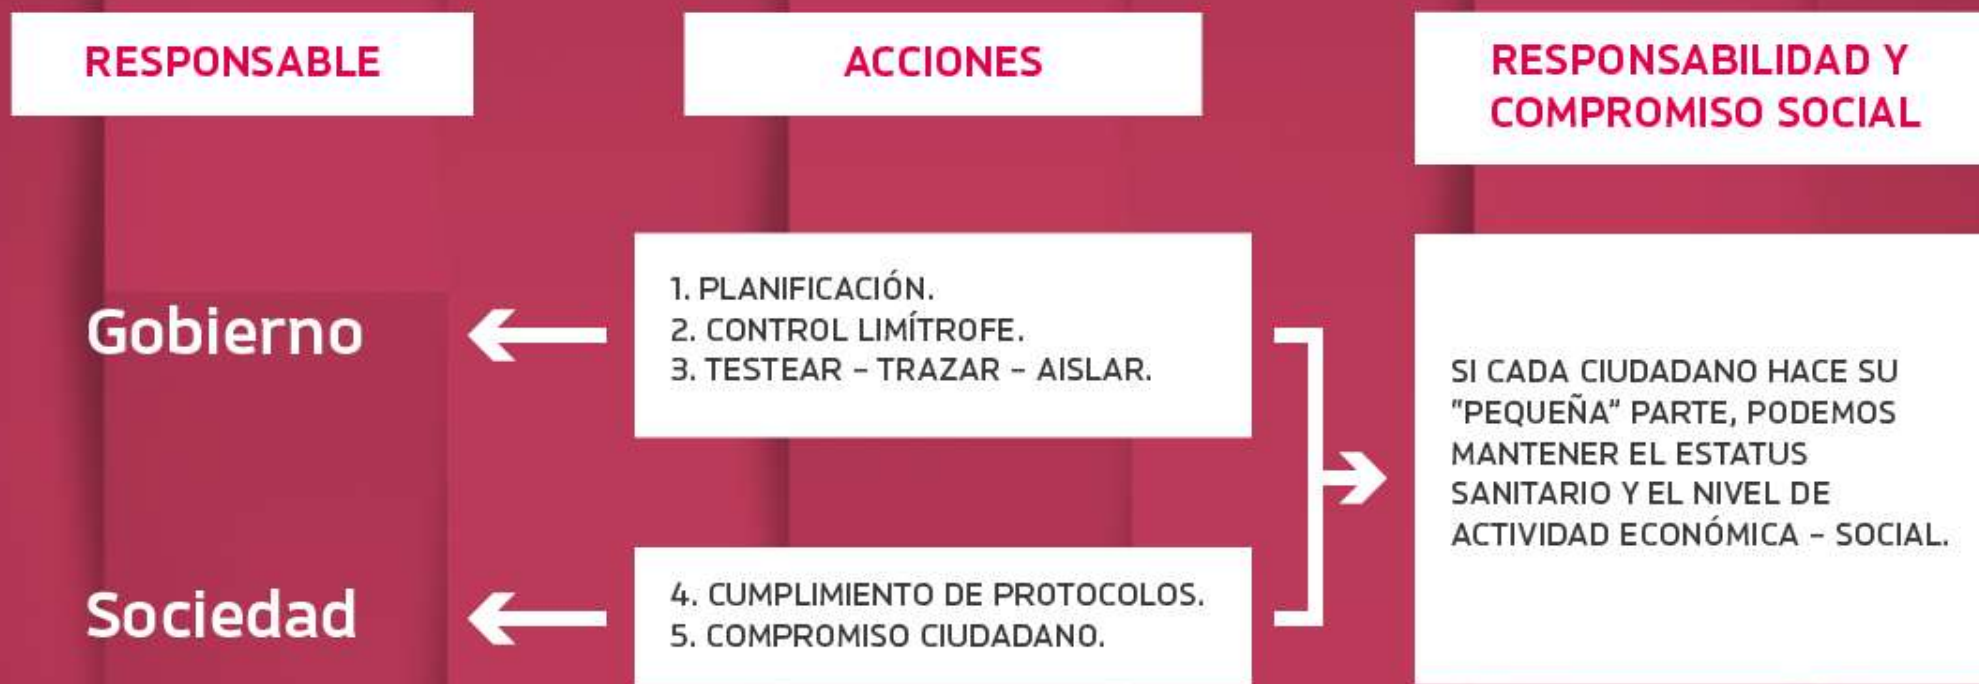 RESPONSABLE
ACCIONES
RESPONSABILIDAD Y
COMPROMISO SOCIAL
Gobierno
1. PLANIFICACIÓN.
2. CONTROL LIMÍTROFE.
3. TESTEAR – TRAZAR – AISLAR.
Sociedad
4. CUMPLIMIENTO DE PROTOCOLOS.
5. COMPROMISO CIUDADANO.
SI CADA CIUDADANO HACE SU
"PEQUEÑA" PARTE, PODEMOS
MANTENER EL ESTATUS
SANITARIO Y EL NIVEL DE
ACTIVIDAD ECONÓMICA – SOCIAL.